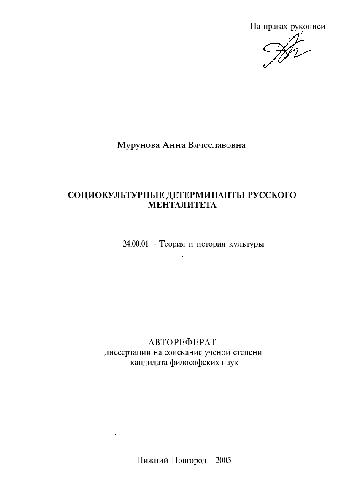 На правах рукописи
Мурунова Анна Вячеславовна
СОЦИОКУЛЬТУРНЫЕ ДЕТЕРМИНАНТЫ РУССКОГО
МЕНТАЛИТЕТА
24.00.01 - Теория и история культуры
АВТОРЕФЕРАТ
диссертации на соискание ученой степени
кандидата философских наук
Нижний Новгород 2005